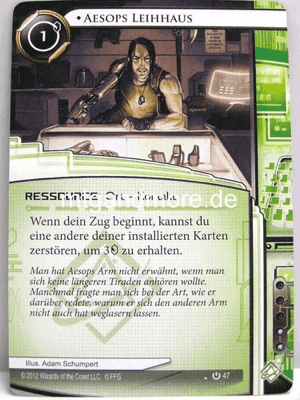 1
AESOPS LEIHHAUS
RESSOURCE:
Wenn dein Zug beginnt, kannst du
eine andere deiner installierten Karten
zerstören, um 3 zu erhalten.
Man hat Aesops Arm nicht erwähnt, wenn man
sich keine längeren Tiraden anhören wollte.
Manchmal fragt man sich bei der Art, wie er
darüber redete, warum er sich den anderen Arm
nicht auch hat weglasern lassen.
Illus. Adam Schumpert
© 2012 Wizards of the Coast LLC. © FFG
47